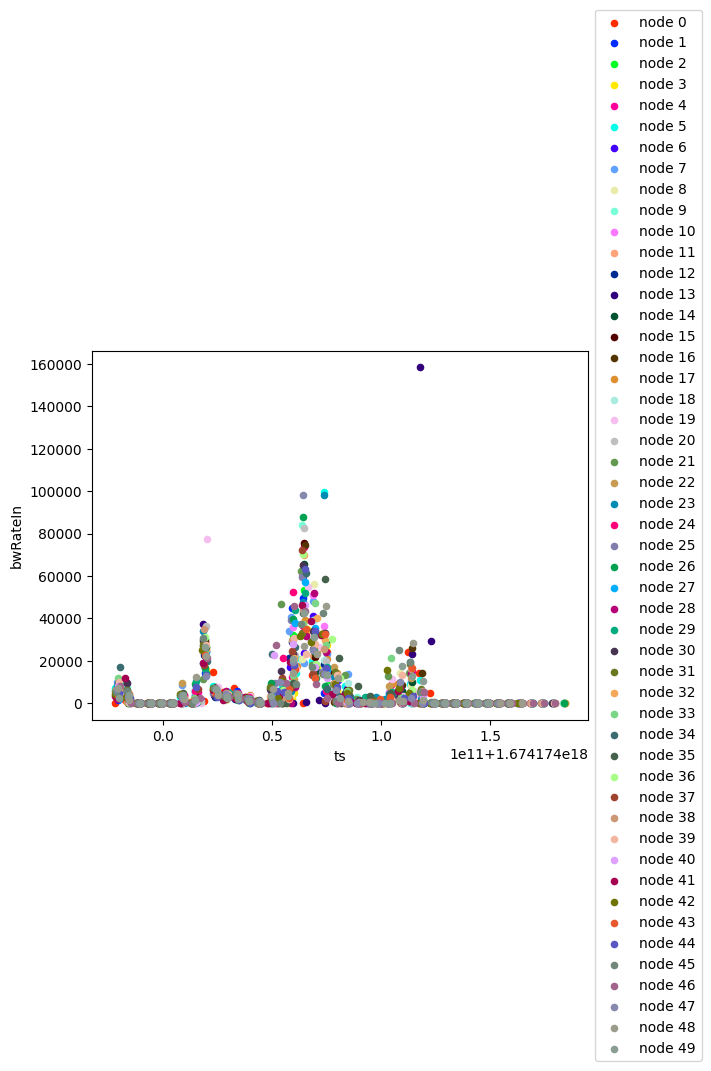 node 0
node 1
node 2
node 3
node 4
node 5
node 6
node 7
node 8
node 9
node 10
node 11
node 12
node 13
node 14
node 15
node 16
node 17
node 18
node 19
node 20
node 21
node 22
node 23
node 24
node 25
node 26
node 27
node 28
node 29
node 30
node 31
node 32
node 33
node 34
node 35
node 36
node 37
node 38
node 39
node 40
node 41
node 42
node 43
node 44
node 45
node 46
node 47
node 48
node 49
bwRateIn
160000
140000
120000
100000
80000
60000
40000
20000
0
0.0 0.5 1.0 1.5
ts
1e11+1.674174e18